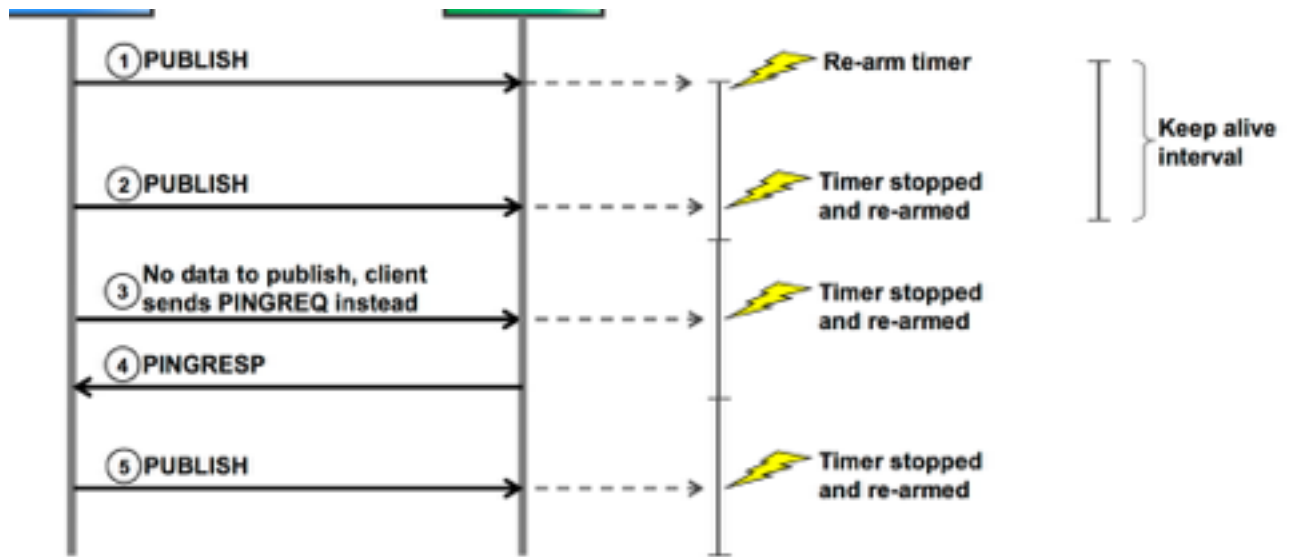 1 PUBLISH
Re-arm timer
Keep alive
interval
2 PUBLISH
Timer stopped
and re-armed
3 No data to publish, client
sends PINGREQ instead
Timer stopped
and re-armed
4 PINGRESP
5 PUBLISH
Timer stopped
and re-armed